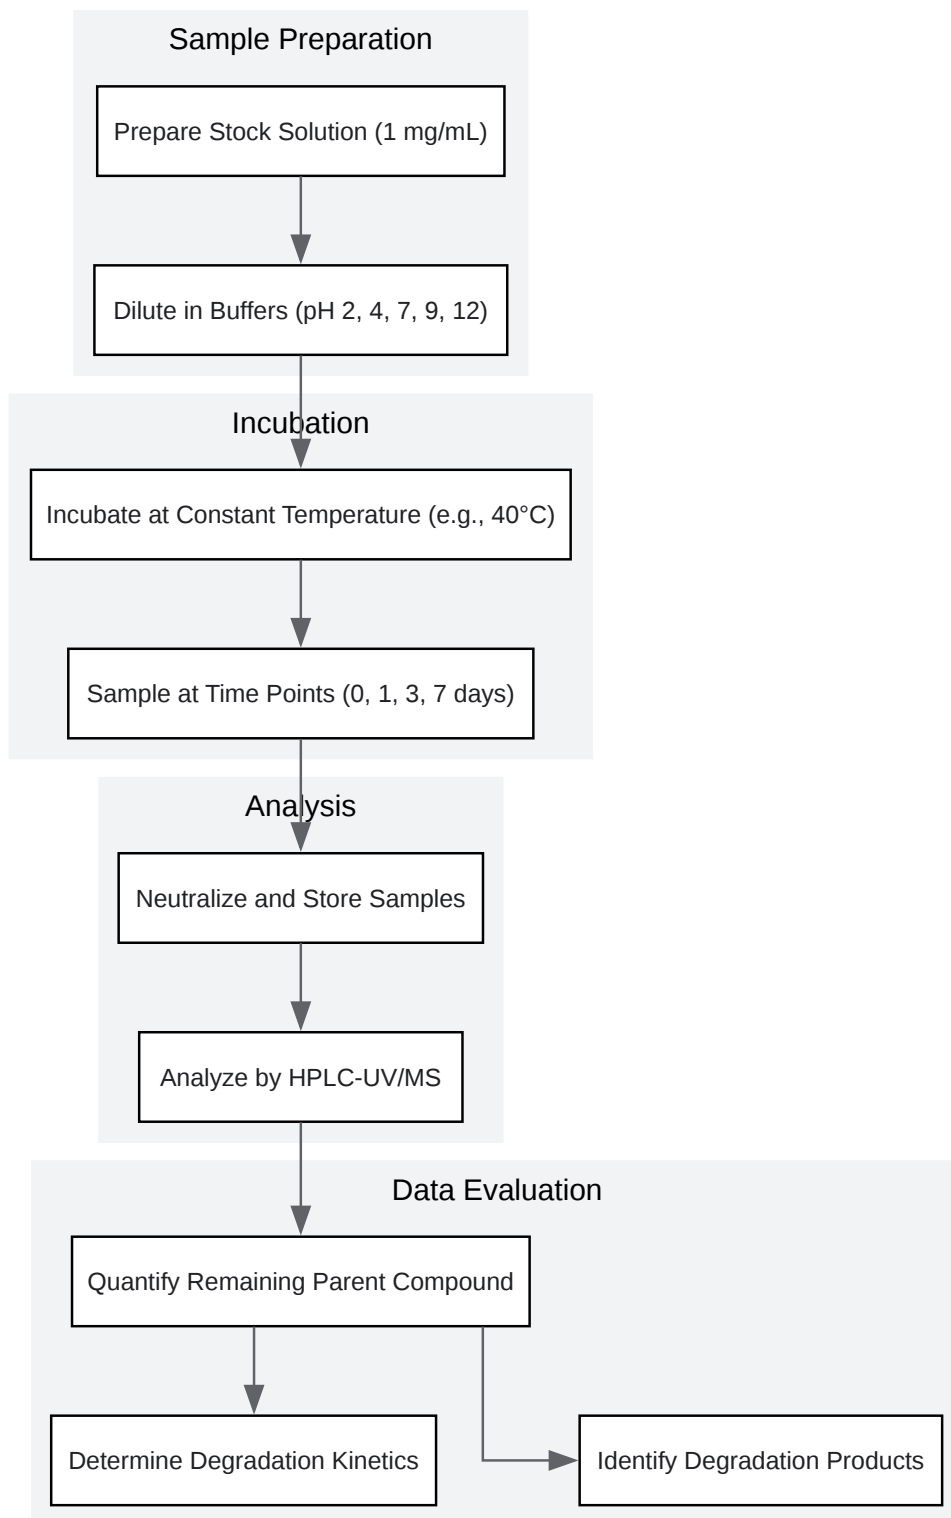 Sample Preparation
Prepare Stock Solution (1 mg/mL)
Dilute in Buffers (pH 2, 4, 7, 9, 12)
Incubation
Incubate at Constant Temperature (e.g., 40°C)
Sample at Time Points (0, 1, 3, 7 days)
Analysis
Neutralize and Store Samples
Analyze by HPLC-UV/MS
Data Evaluation
Quantify Remaining Parent Compound
Determine Degradation Kinetics
Identify Degradation Products